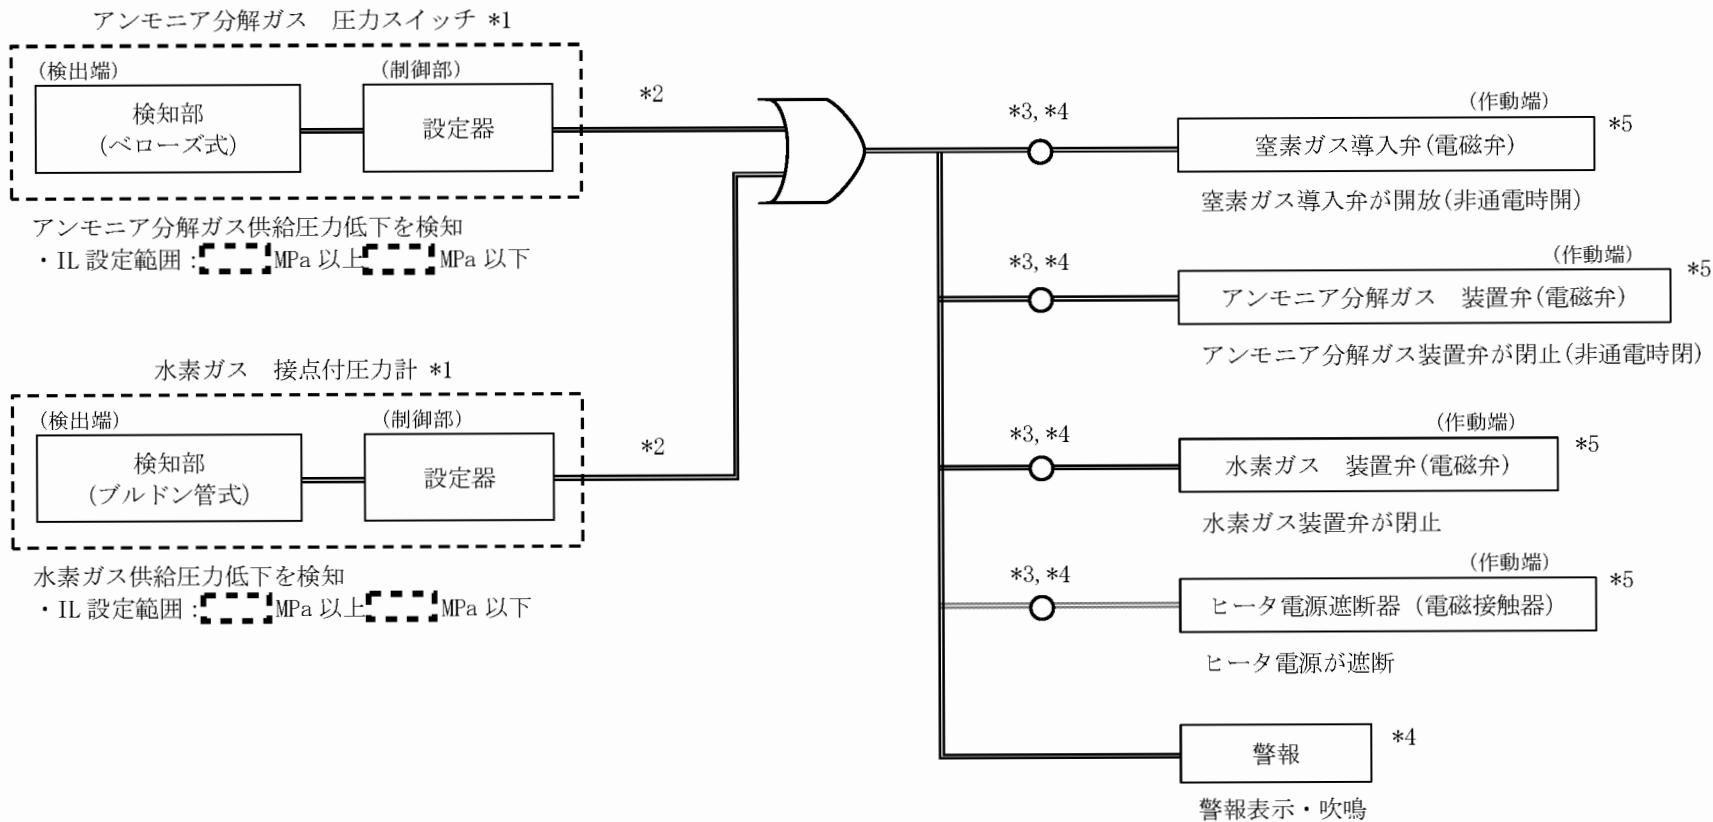 アンモニア分解ガス　圧力スイッチ *1
(検出端)
(制御部)
検知部
(ベローズ式)
設定器
*2
アンモニア分解ガス供給圧力低下を検知
・IL 設定範囲：　MPa 以上　MPa 以下
水素ガス　接点付圧力計 *1
(検出端)
(制御部)
検知部
(ブルドン管式)
設定器
*2
水素ガス供給圧力低下を検知
・IL 設定範囲：　MPa 以上　MPa 以下
*3, *4
(作動端)
窒素ガス導入弁(電磁弁)
*5
窒素ガス導入弁が開放(非通電時開)
*3, *4
(作動端)
アンモニア分解ガス　装置弁(電磁弁)
*5
アンモニア分解ガス装置弁が閉止(非通電時閉)
*3, *4
(作動端)
水素ガス　装置弁(電磁弁)
*5
水素ガス装置弁が閉止
*3, *4
(作動端)
ヒータ電源遮断器（電磁接触器）
*5
ヒータ電源が遮断
警報
*4
警報表示・吹鳴